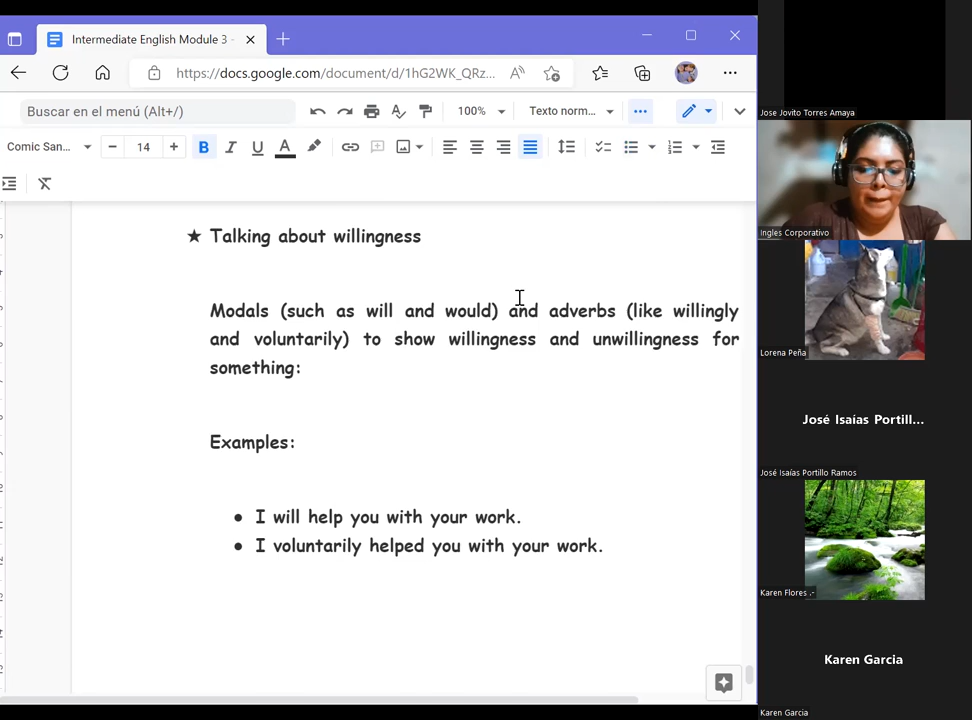 Intermediate English Module 3 -
https://docs.google.com/document/d/1hG2WK_QRz...
Buscar en el menú (Alt+/)
100%
Texto norm...
Comic San...
14
B I U A
★ Talking about willingness
Modals (such as will and would) and adverbs (like willingly
and voluntarily) to show willingness and unwillingness for
something:
Examples:
● I will help you with your work.
● I voluntarily helped you with your work.
Jose Jovito Torres Amaya
Ingles Corporativo
Lorena Peña
José Isaías Portill...
José Isaías Portillo Ramos
Karen Flores .-
Karen Garcia
Karen Garcia